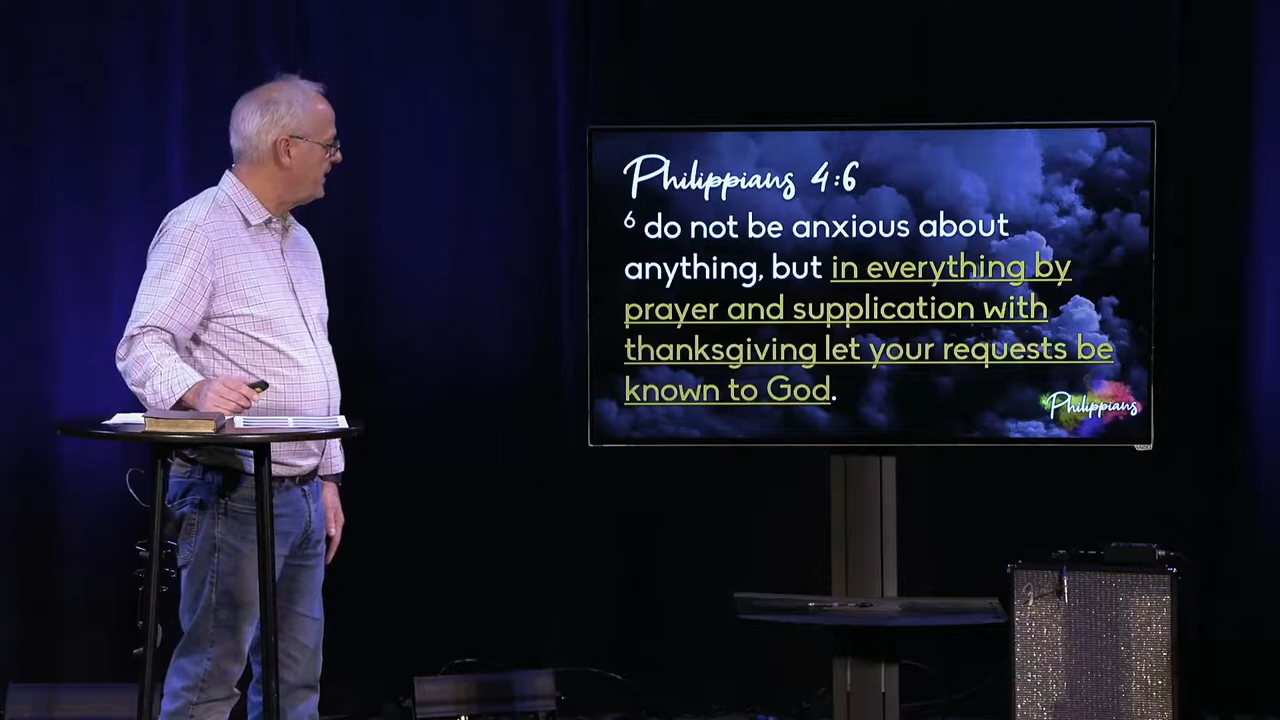 Philippians 4:6
6 do not be anxious about
anything, but in everything by
prayer and supplication with
thanksgiving let your requests be
known to God.
Philippians
Fender